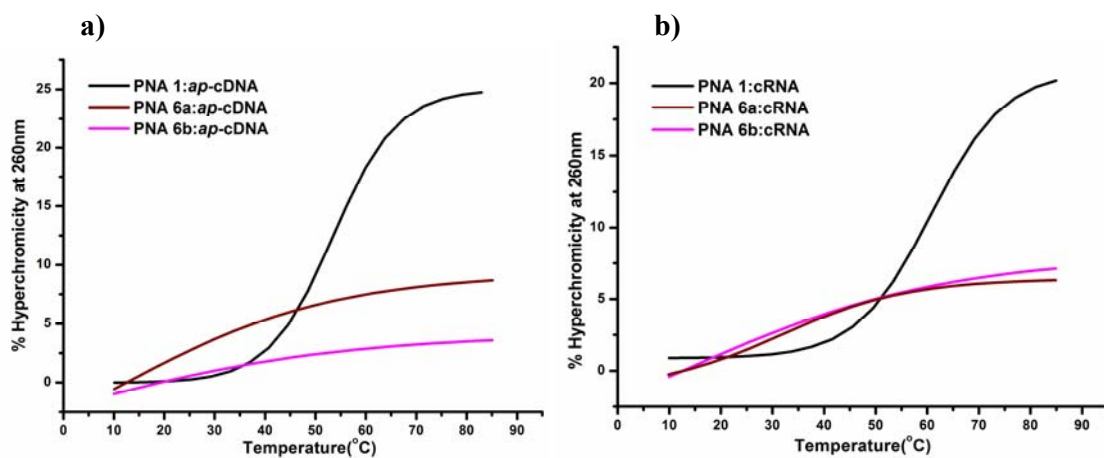 a)
% Hyperchromicity at 260nm
25
20
15
10
5
0
PNA 1:ap-cDNA
PNA 6a:ap-cDNA
PNA 6b:ap-cDNA
0 10 20 30 40 50 60 70 80 90
Temperature(°C)
b)
% Hyperchromicity at 260nm
20
15
10
5
0
PNA 1:cRNA
PNA 6a:cRNA
PNA 6b:cRNA
0 10 20 30 40 50 60 70 80 90
Temperature(°C)